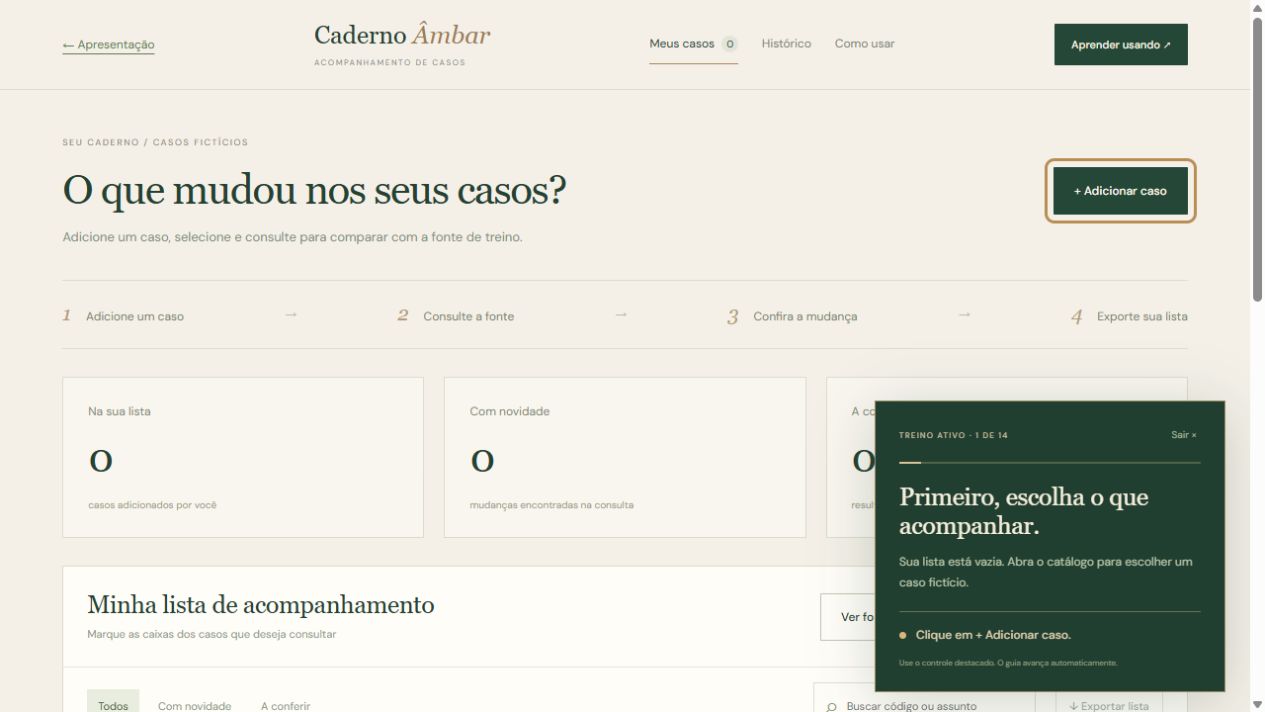 ← Apresentação
Caderno Âmbar
ACOMPANHAMENTO DE CASOS
Meus casos 0
Histórico
Como usar
Aprender usando ↗
SEU CADERNO / CASOS FICTÍCIOS
O que mudou nos seus casos?
+ Adicionar caso
Adicione um caso, selecione e consulte para comparar com a fonte de treino.
1 Adicione um caso →
2 Consulte a fonte →
3 Confira a mudança →
4 Exporte sua lista
Na sua lista
0
casos adicionados por você
Com novidade
0
mudanças encontradas na consulta
0
TREINO ATIVO · 1 DE 14
Sair ×
Primeiro, escolha o que
acompanhar.
Sua lista está vazia. Abra o catálogo para escolher um
caso fictício.
Clique em + Adicionar caso.
Use o controle destacado. O guia avança automaticamente.
Minha lista de acompanhamento
Marque as caixas dos casos que deseja consultar
Todos
Com novidade
A conferir
Buscar código ou assunto
↓ Exportar lista